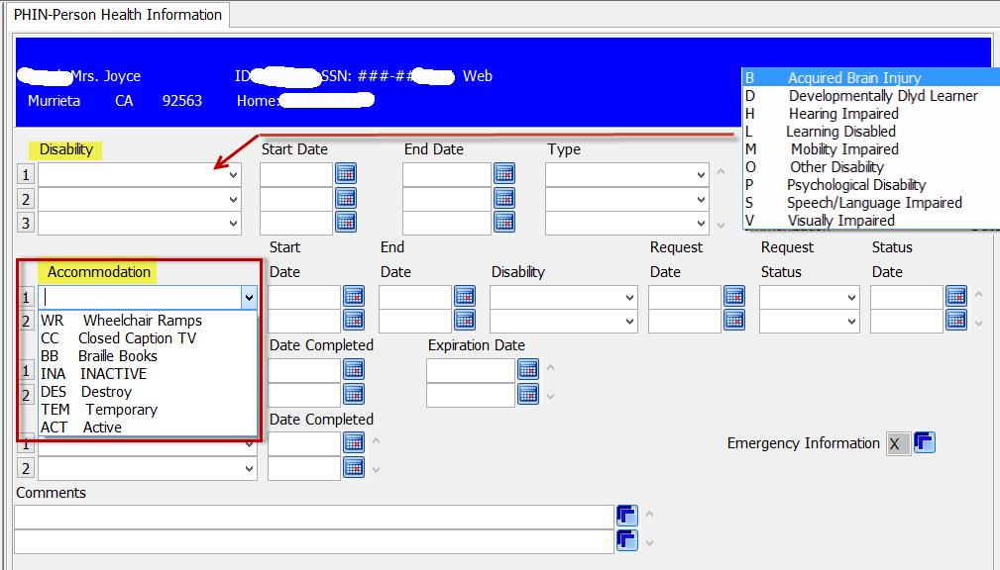 PHIN-Person Health Information
Mrs. Joyce ID SSN: ###-## Web
Murrieta CA 92563 Home:
B Acquired Brain Injury
D Developmentally Dlyd Learner
H Hearing Impaired
L Learning Disabled
M Mobility Impaired
O Other Disability
P Psychological Disability
S Speech/Language Impaired
V Visually Impaired
Disability Start Date End Date Type
1
2
3
Start End Request Request Status
Accommodation Date Date Disability Date Status Date
1
2
WR Wheelchair Ramps
CC Closed Caption TV
BB Braille Books
INA INACTIVE
DES Destroy
TEM Temporary
ACT Active
Date Completed Expiration Date
1
2
Date Completed
1
2
Emergency Information X
Comments